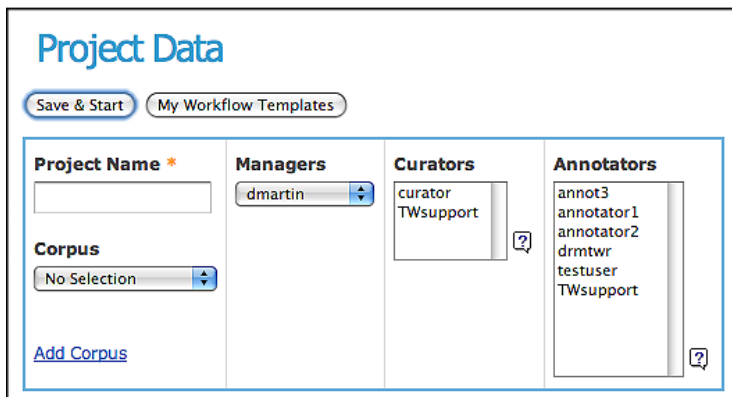 Project Data
Save & Start
My Workflow Templates
Project Name *
Corpus
No Selection
Add Corpus
Managers
dmartin
Curators
curator
TWsupport
?
Annotators
annot3
annotator1
annotator2
drmtwr
testuser
TWsupport
?